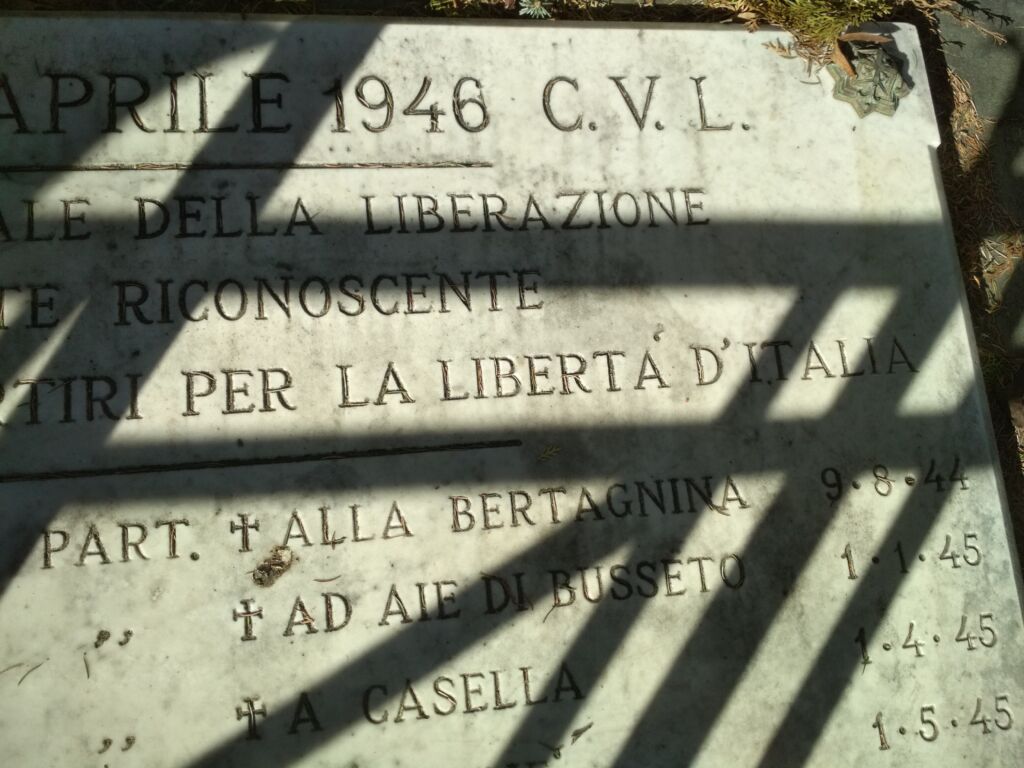 APRILE 1946 C.V.L.
ALE DELLA LIBERAZIONE
TE RICONOSCENTE
RTIRI PER LA LIBERTÁ D'ITALIA
PART. ✝ ALLA BERTAGNINA 9·8·44
,, ✝ AD AIE DI BUSSETO 1·1·45
,, ✝ A CASELLA 1·4·45
1·5·45